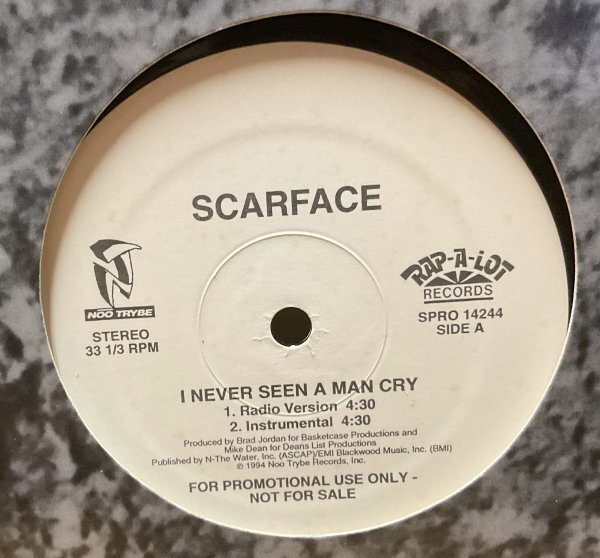 SCARFACE
NOO TRYBE
STEREO
33 1/3 RPM
RAP-A-LOT
RECORDS
SPRO 14244
SIDE A
I NEVER SEEN A MAN CRY
1. Radio Version 4:30
2. Instrumental 4:30
Produced by Brad Jordan for Basketcase Productions and
Mike Dean for Deans List Productions
Published by N-The Water, Inc. (ASCAP)/EMI Blackwood Music, Inc. (BMI)
℗ 1994 Noo Trybe Records, Inc.
FOR PROMOTIONAL USE ONLY -
NOT FOR SALE